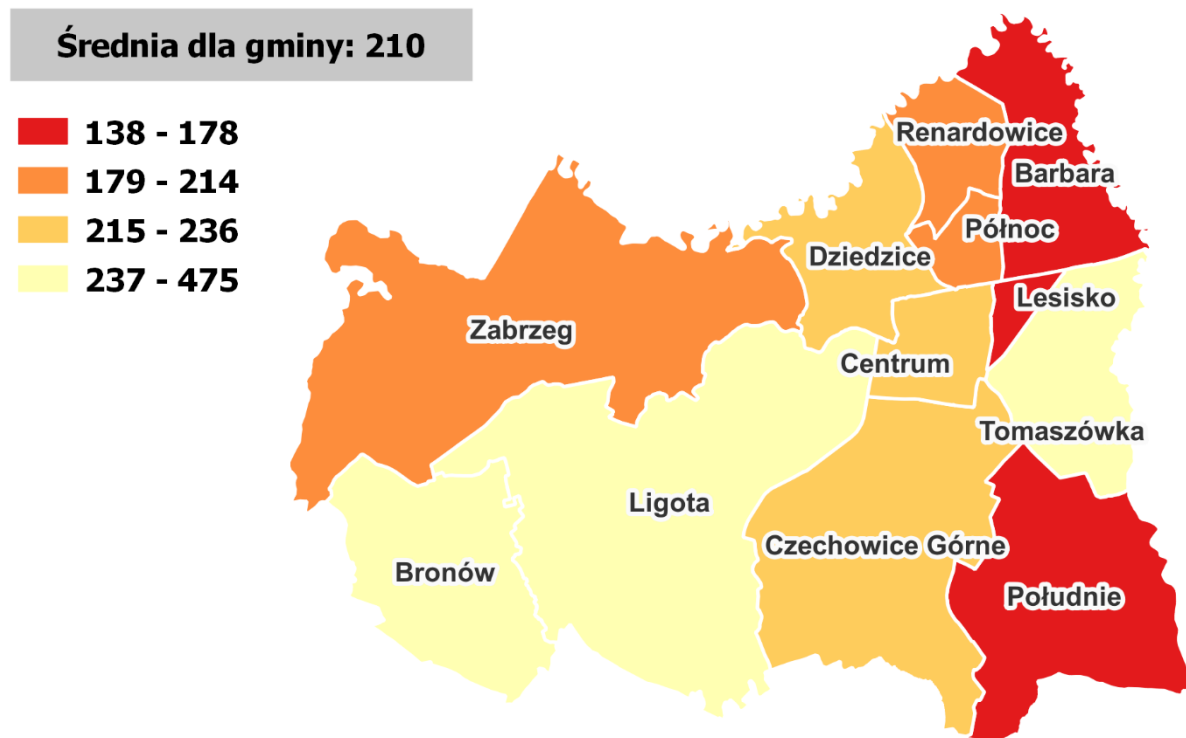 Średnia dla gminy: 210
138 - 178
179 - 214
215 - 236
237 - 475
Renardowice
Barbara
Północ
Dziedzice
Lesisko
Zabrzeg
Centrum
Tomaszówka
Ligota
Czechowice Górne
Bronów
Południe